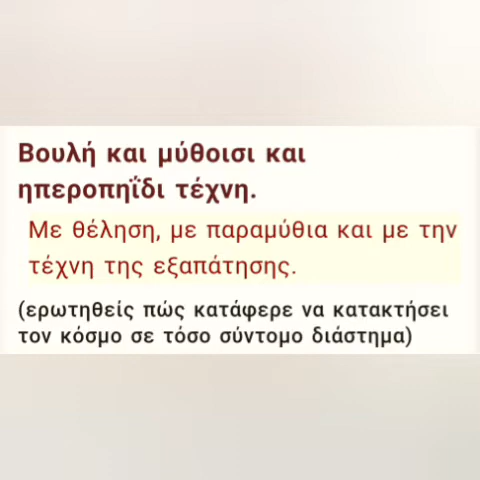 Βουλή και μύθοισι και
ηπεροπηΐδι τέχνη.
Με θέληση, με παραμύθια και με την
τέχνη της εξαπάτησης.
(ερωτηθείς πώς κατάφερε να κατακτήσει
τον κόσμο σε τόσο σύντομο διάστημα)